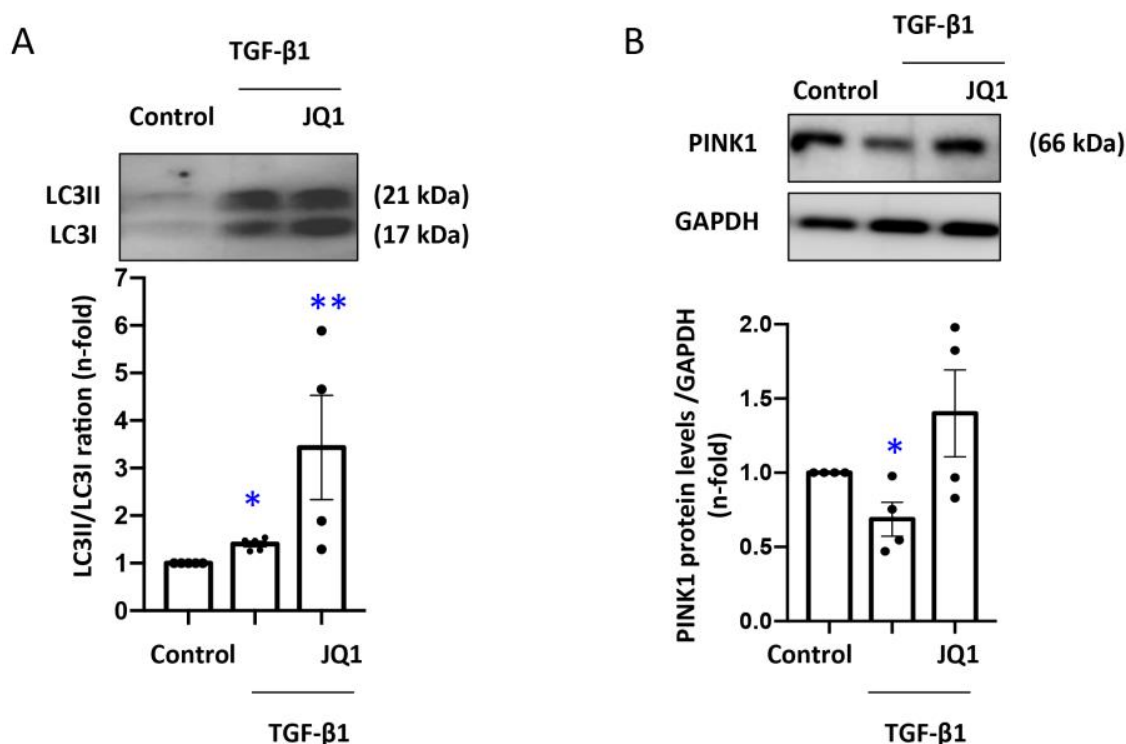 A
TGF-β1
Control JQ1
LC3II (21 kDa)
LC3I (17 kDa)
LC3II/LC3I ration (n-fold)
7
6
5
4
3
2
1
0
*
**
Control JQ1
TGF-β1
B
TGF-β1
Control JQ1
PINK1 (66 kDa)
GAPDH
PINK1 protein levels /GAPDH
(n-fold)
2.0
1.5
1.0
0.5
0.0
*
Control JQ1
TGF-β1